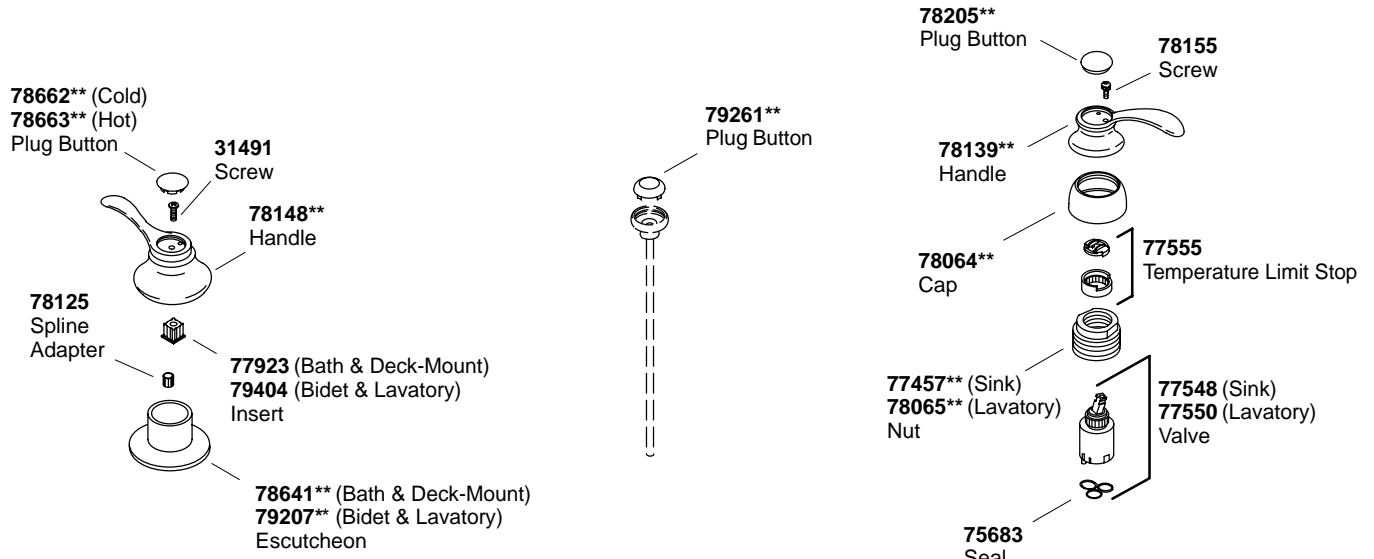 78662** (Cold)
78663** (Hot)
Plug Button
31491
Screw
78148**
Handle
78125
Spline
Adapter
77923 (Bath & Deck-Mount)
79404 (Bidet & Lavatory)
Insert
78641** (Bath & Deck-Mount)
79207** (Bidet & Lavatory)
Escutcheon
79261**
Plug Button
78205**
Plug Button
78155
Screw
78139**
Handle
78064**
Cap
77555
Temperature Limit Stop
77457** (Sink)
78065** (Lavatory)
Nut
77548 (Sink)
77550 (Lavatory)
Valve
75683
Seal